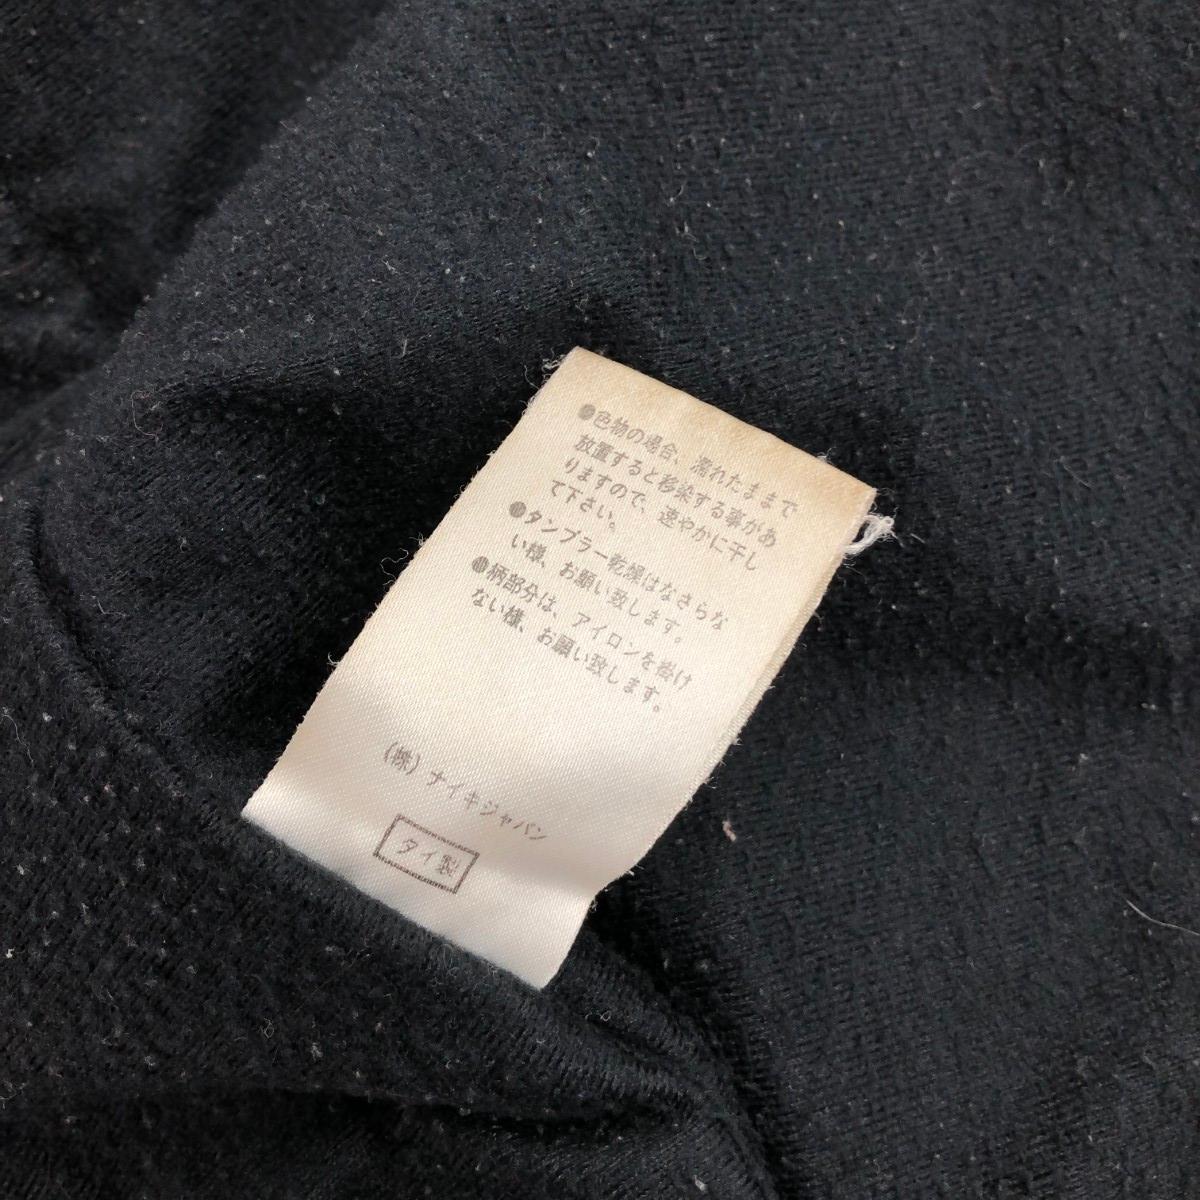 ●色物の場合、濡れたままで
放置すると移染する事があ
りますので、速やかに干し
て下さい。
●タンブラー乾燥はなさらな
い様、お願い致します。
●柄部分は、アイロンを掛け
ない様、お願い致します。
(株)ナイキジャパン
タイ製